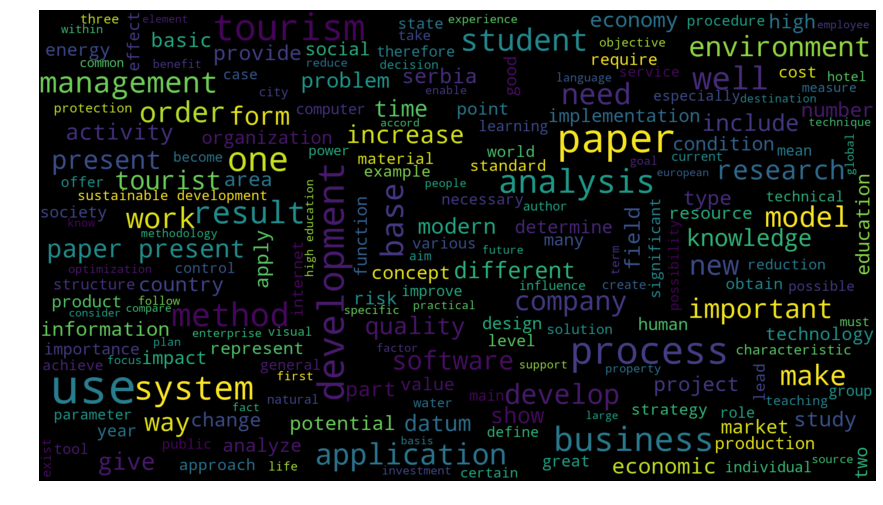 three element experience economy procedure high employee
within effect basic tourism state take student objective environment
energy provide social therefore decision require
common benefit case reduce problem serbia good language service well cost hotel
management city enable need especially destination measure
protection order form computer time point implementation include number technique
activity organization accord increase learning condition mean global
present become one power material world paper current
offer tourist area example standard analysis goal european research
sustainable development people necessary type technical
society know work result base author resource model education
methodology high education function modern determine field significant knowledge
paper present apply various many
optimization control internet aim future term possibility new reduction
structure country concept different influence create obtain possible
product follow risk improve company important
consider compare method specific practical
information enterprise visual quality design solution human must technology
importance plan represent development level process characteristic
achieve focus impact general factor software support
use system first part value property project lead make
natural main develop teaching group
parameter fact water show large strategy role study
way change potential datum define market
year business production
exist tool public analyze basis application great source two
give approach life investment certain economic individual